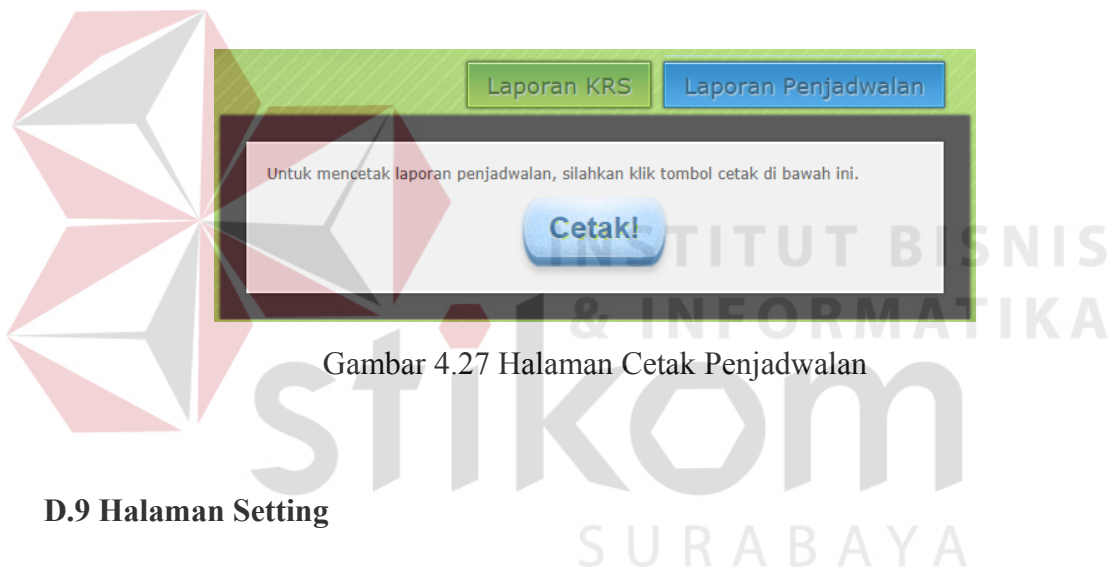 Laporan KRS
Laporan Penjadwalan
Untuk mencetak laporan penjadwalan, silahkan klik tombol cetak di bawah ini.
Cetak!
INSTITUT BISNIS
& INFORMATIKA
Gambar 4.27 Halaman Cetak Penjadwalan
stikom
D.9 Halaman Setting
SURABAYA